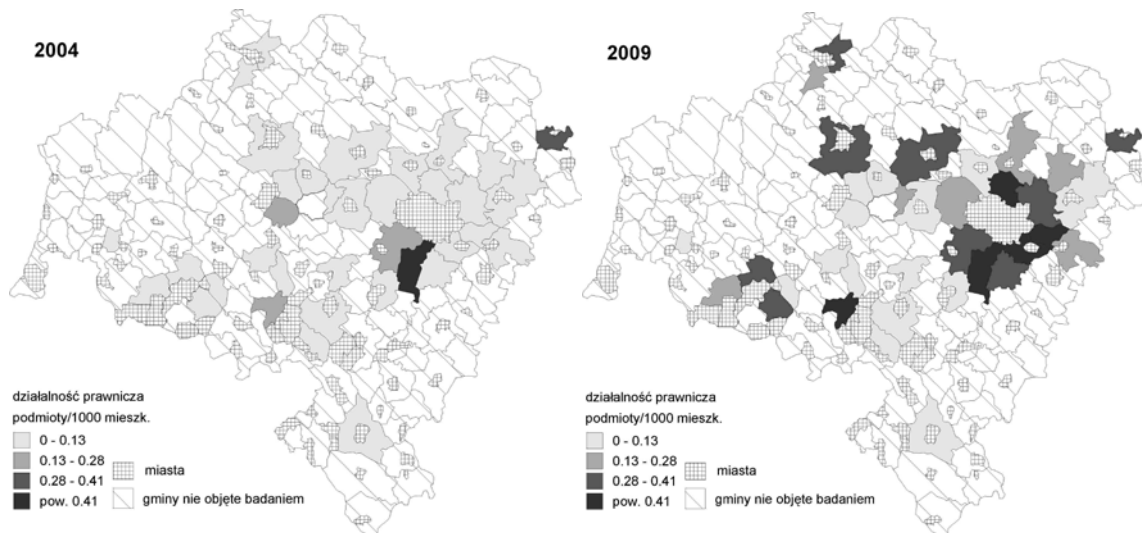 2004
działalność prawnicza
podmioty/1000 mieszk.
0 - 0.13
0.13 - 0.28
0.28 - 0.41
pow. 0.41
miasta
gminy nie objęte badaniem
2009
działalność prawnicza
podmioty/1000 mieszk.
0 - 0.13
0.13 - 0.28
0.28 - 0.41
pow. 0.41
miasta
gminy nie objęte badaniem